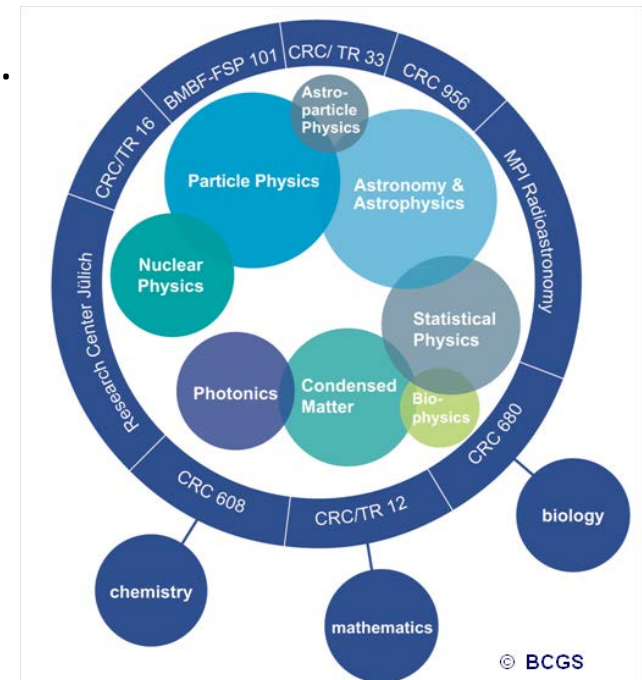 BMBF-FSP 101
CRC/ TR 33
CRC 956
MPI Radioastronomy
CRC 680
CRC/TR 12
CRC 608
Research Center Jülich
CRC/TR 16
Astro-
particle
Physics
Particle Physics
Astronomy &
Astrophysics
Nuclear
Physics
Statistical
Physics
Photonics
Condensed
Matter
Bio-
physics
biology
chemistry
mathematics
© BCGS